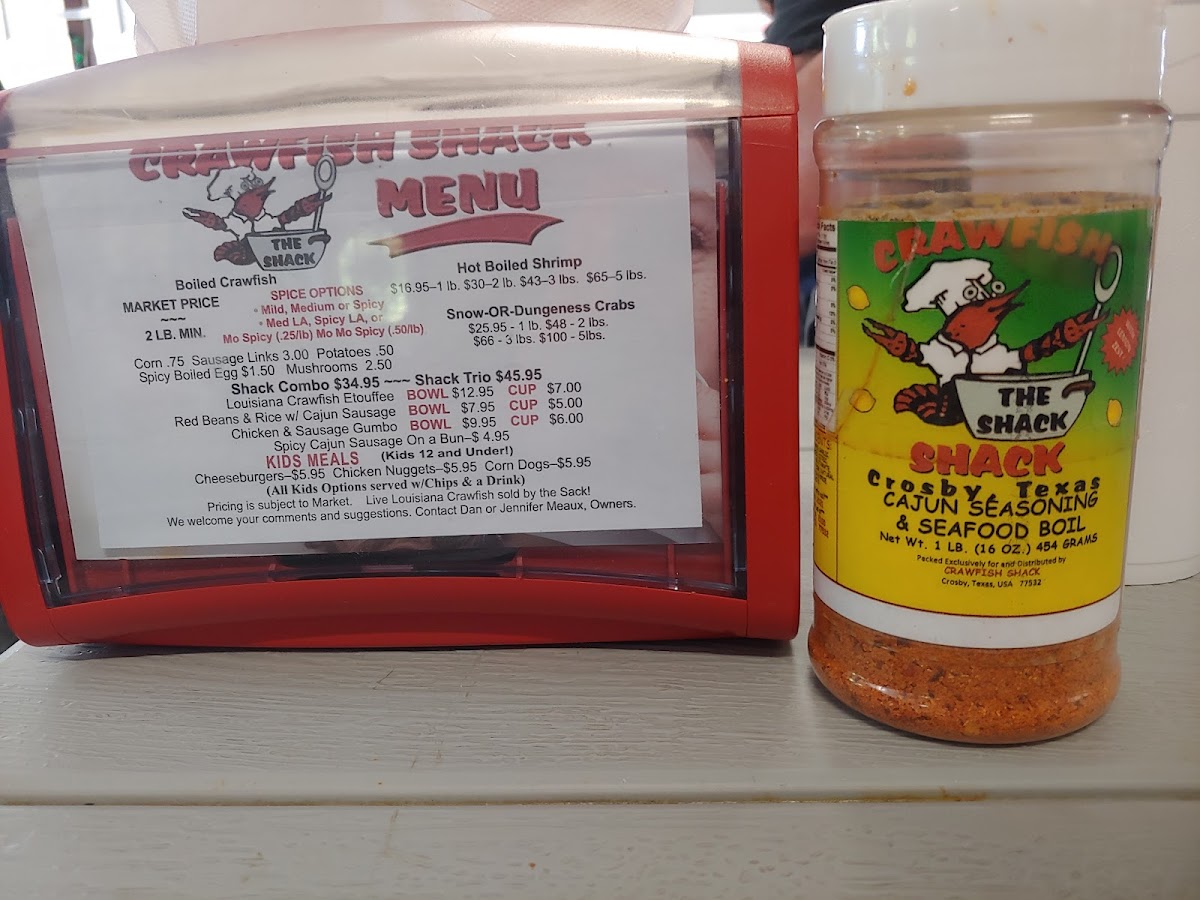 CRAWFISH SHACK
MENU
THE
SHACK
Boiled Crawfish
MARKET PRICE
~~~
2 LB. MIN.
SPICE OPTIONS
• Mild, Medium or Spicy
• Med LA, Spicy LA, or
Mo Spicy (.25/lb) Mo Mo Spicy (.50/lb)
Hot Boiled Shrimp
$16.95–1 lb. $30–2 lb. $43–3 lbs. $65–5 lbs.
Snow-OR-Dungeness Crabs
$25.95 - 1 lb. $48 - 2 lbs.
$66 - 3 lbs. $100 - 5lbs.
Corn .75 Sausage Links 3.00 Potatoes .50
Spicy Boiled Egg $1.50 Mushrooms 2.50
Shack Combo $34.95 ~~~ Shack Trio $45.95
Louisiana Crawfish Etouffee BOWL $12.95 CUP $7.00
Red Beans & Rice w/ Cajun Sausage BOWL $7.95 CUP $5.00
Chicken & Sausage Gumbo BOWL $9.95 CUP $6.00
Spicy Cajun Sausage On a Bun–$ 4.95
KIDS MEALS (Kids 12 and Under!)
Cheeseburgers–$5.95 Chicken Nuggets–$5.95 Corn Dogs–$5.95
(All Kids Options served w/Chips & a Drink)
Pricing is subject to Market. Live Louisiana Crawfish sold by the Sack!
We welcome your comments and suggestions. Contact Dan or Jennifer Meaux, Owners.
Facts
CRAWFISH
THE
SHACK
SHACK
Crosby, Texas
CAJUN SEASONING
& SEAFOOD BOIL
Net Wt. 1 LB. (16 OZ.) 454 GRAMS
Packed Exclusively for and Distributed by
CRAWFISH SHACK
Crosby, Texas, USA 77532